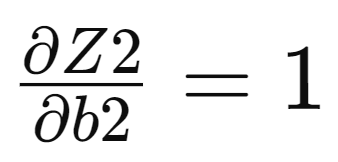 ∂Z2/∂b2 = 1